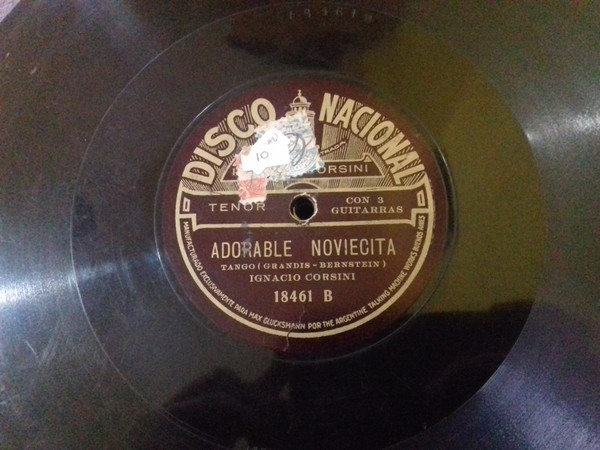 DISCO NACIONAL
10
CORSINI
TENOR
CON 3
GUITARRAS
ADORABLE NOVIECITA
TANGO ( GRANDIS - BERNSTEIN )
IGNACIO CORSINI
18461 B
MANUFACTURADO EXCLUSIVAMENTE PARA MAX GLUCKSMANN POR THE ARGENTINE TALKING MACHINE WORKS BUENOS AIRES